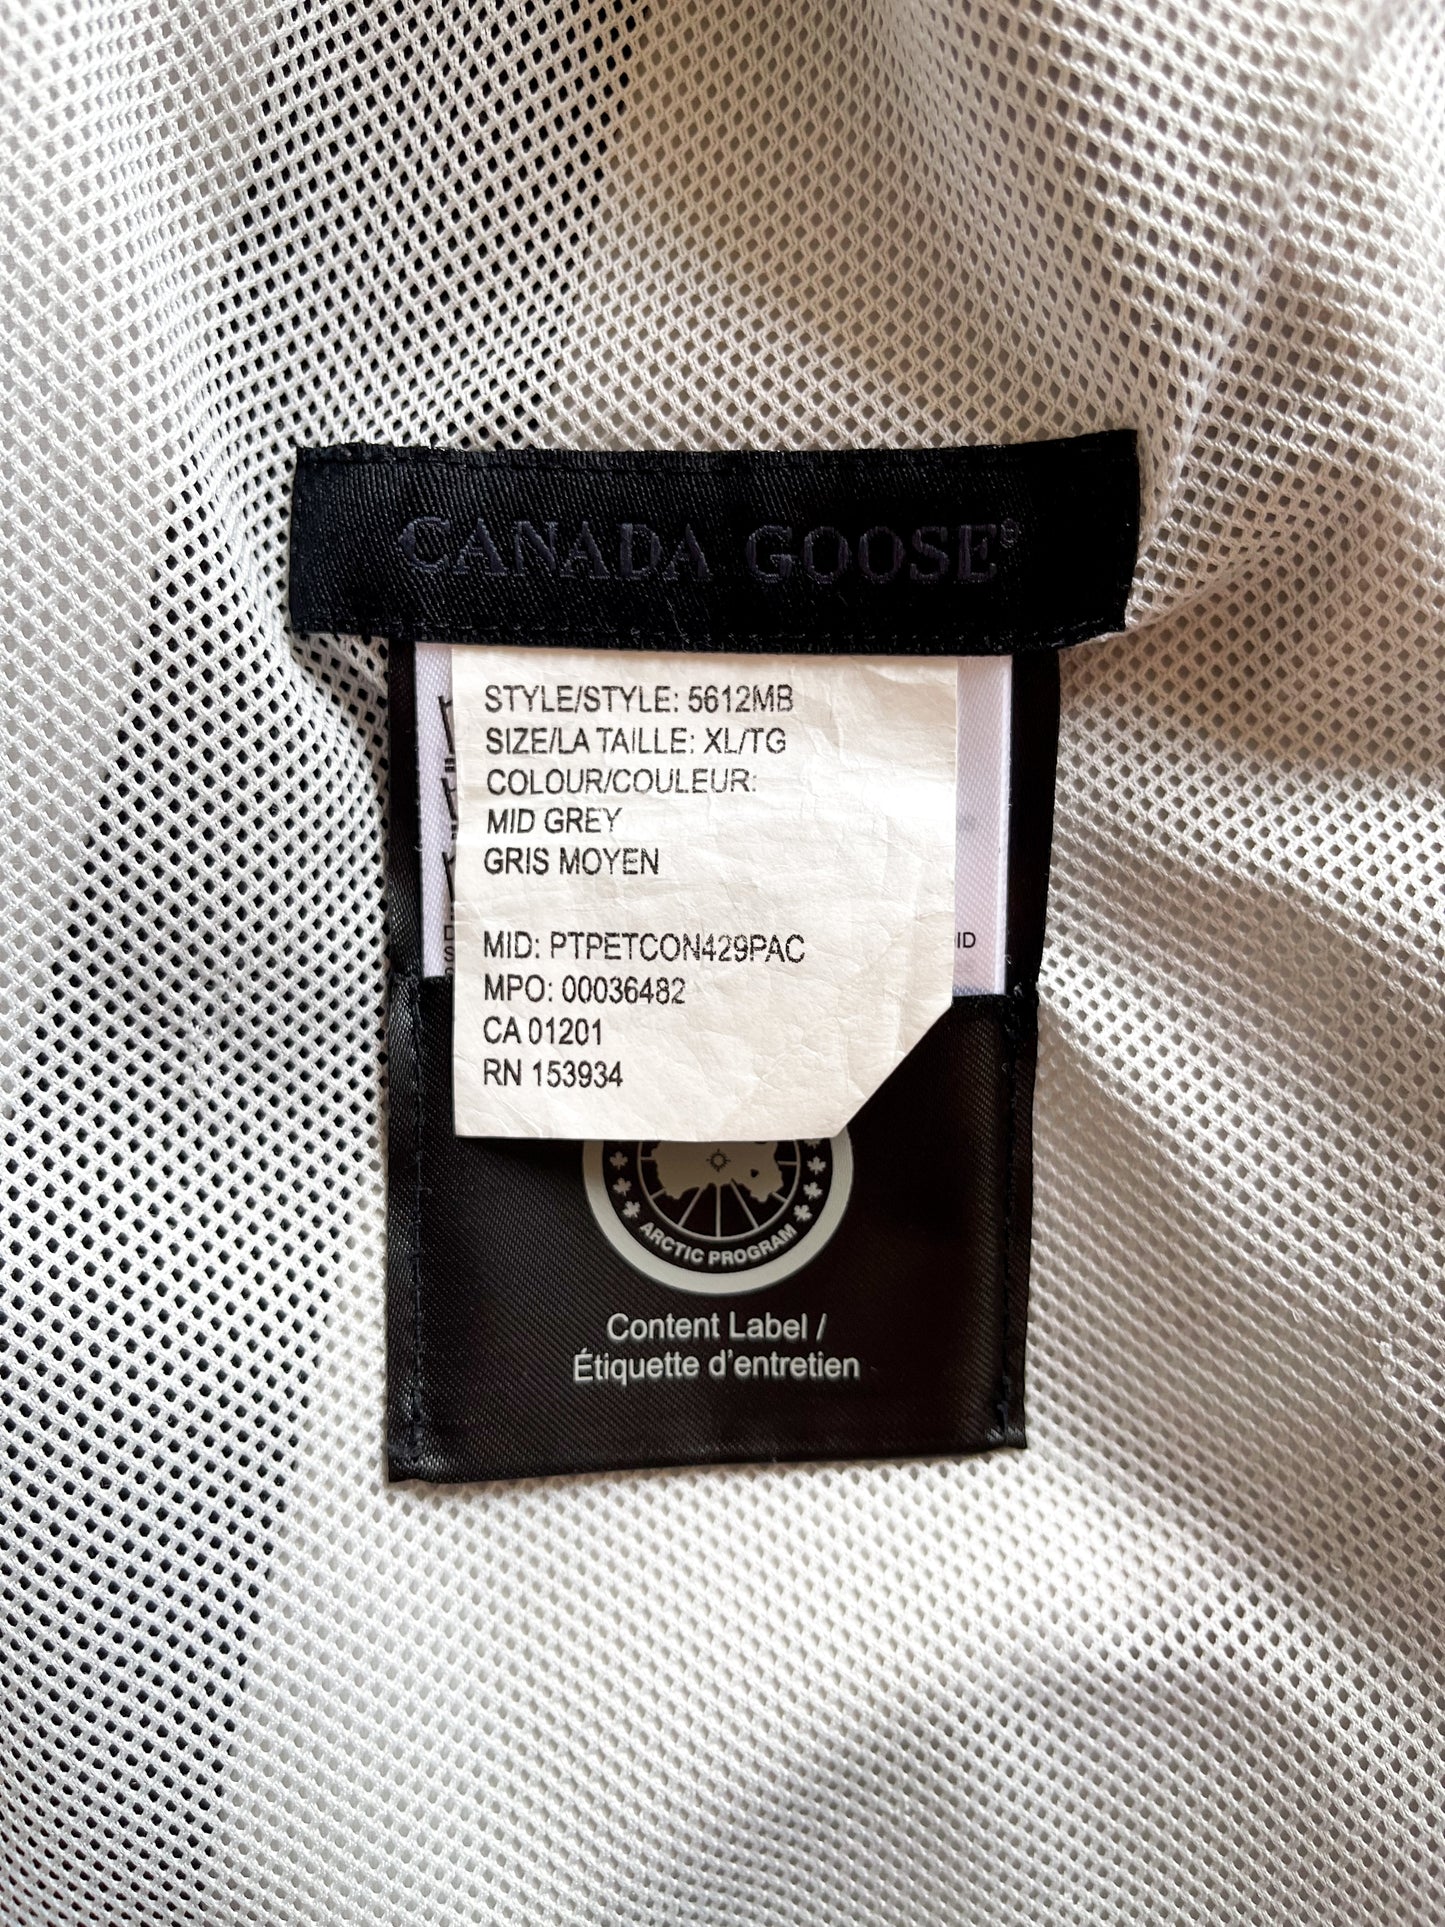 CANADA GOOSE®
STYLE/STYLE: 5612MB
SIZE/LA TAILLE: XL/TG
COLOUR/COULEUR:
MID GREY
GRIS MOYEN
MID: PTPETCON429PAC
MPO: 00036482
CA 01201
RN 153934
ID
ARCTIC PROGRAM
Content Label /
Étiquette d'entretien